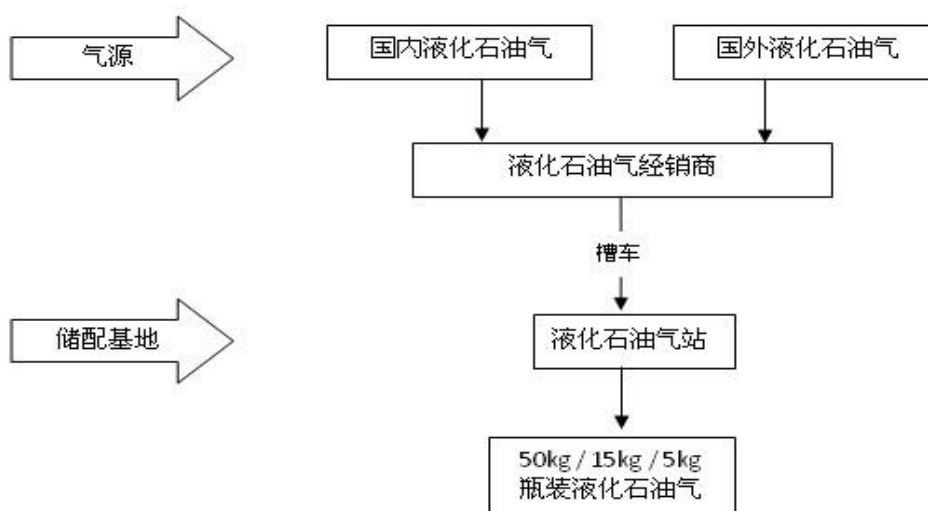 气源
国内液化石油气
国外液化石油气
液化石油气经销商
槽车
储配基地
液化石油气站
50kg / 15kg / 5kg
瓶装液化石油气